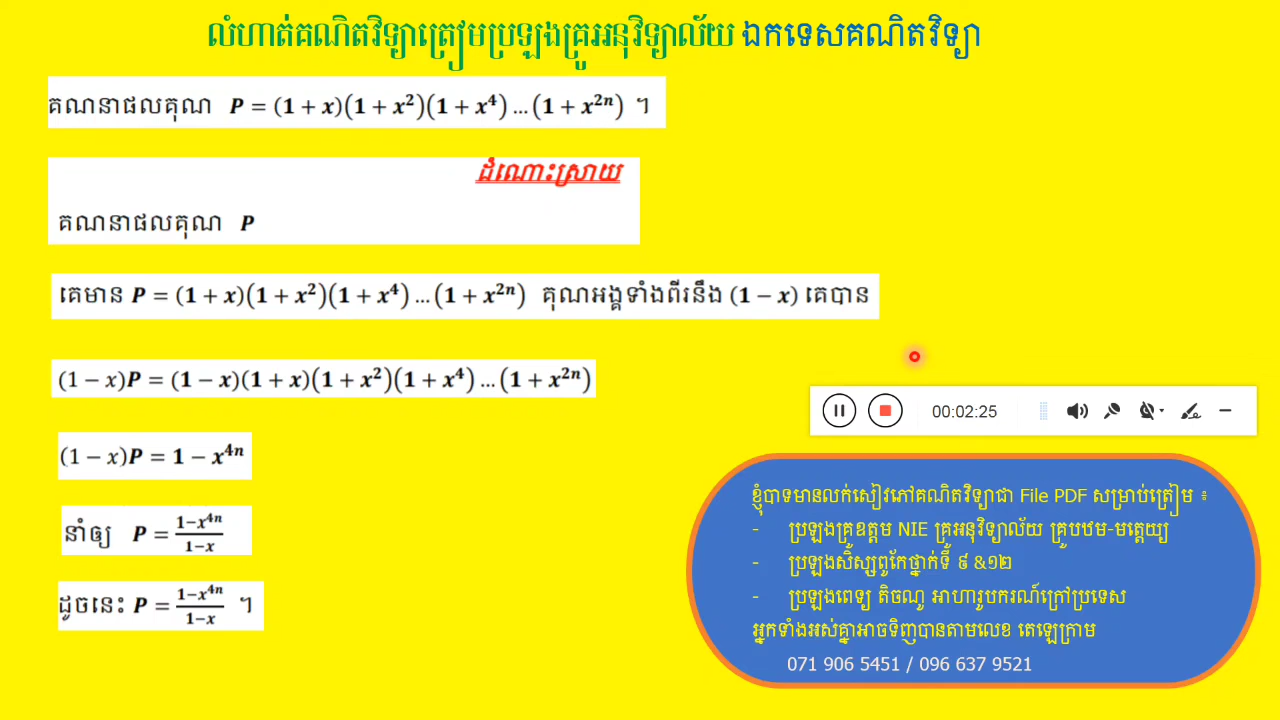 លំហាត់គណិតវិទ្យាត្រៀមប្រឡងគ្រូអនុវិទ្យាល័យ ឯកទេសគណិតវិទ្យា
គណនាផលគុណ P = (1 + x)(1 + x²)(1 + x⁴) … (1 + x²ⁿ) ។
ដំណោះស្រាយ
គណនាផលគុណ P
គេមាន P = (1 + x)(1 + x²)(1 + x⁴) … (1 + x²ⁿ) គុណអង្គទាំងពីរនឹង (1 − x) គេបាន
(1 − x)P = (1 − x)(1 + x)(1 + x²)(1 + x⁴) … (1 + x²ⁿ)
00:02:25
(1 − x)P = 1 − x⁴ⁿ
នាំឲ្យ P = (1−x⁴ⁿ)/(1−x)
ដូចនេះ P = (1−x⁴ⁿ)/(1−x) ។
ខ្ញុំបាទមានលក់សៀវភៅគណិតវិទ្យាជា File PDF សម្រាប់ត្រៀម ៖
- ប្រឡងគ្រូឧត្តម NIE គ្រូអនុវិទ្យាល័យ គ្រូបឋម-មត្តេយ្យ
- ប្រឡងសិស្សពូកែថ្នាក់ទី ៩ &១២
- ប្រឡងពេទ្យ តិចណូ អាហារូបករណ៍ក្រៅប្រទេស
អ្នកទាំងអស់គ្នាអាចទិញបានតាមលេខ តេឡេក្រាម
071 906 5451 / 096 637 9521